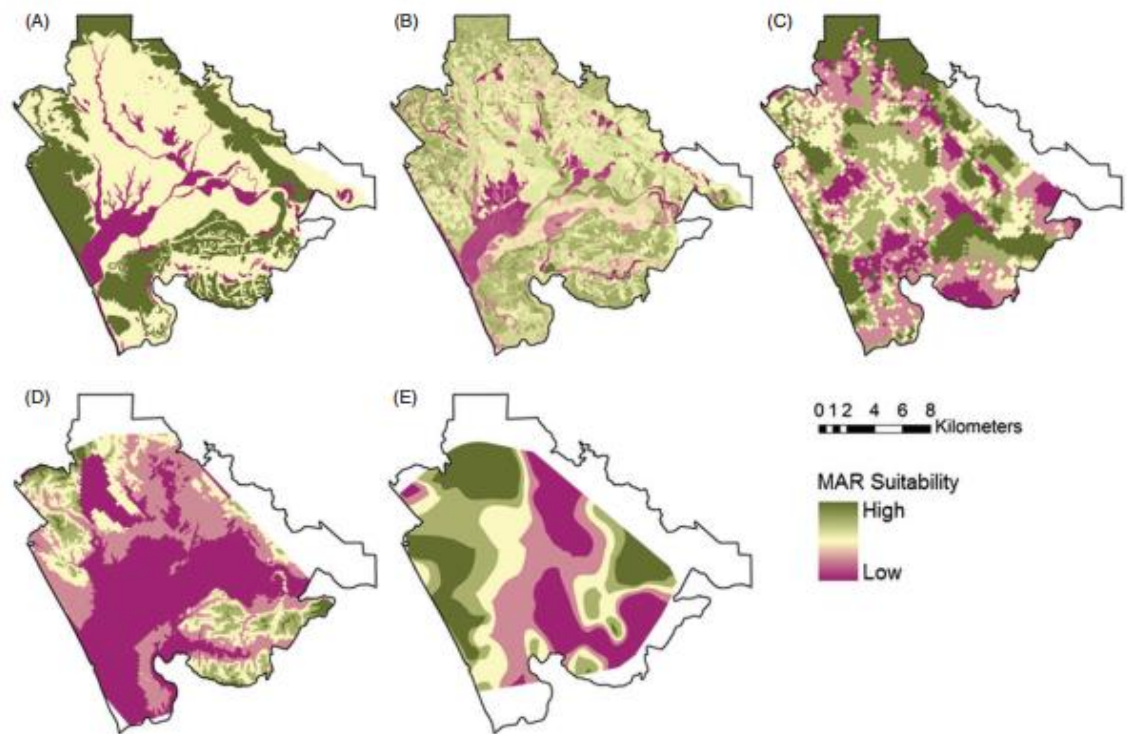 (A)
(B)
(C)
(D)
(E)
0 1 2 4 6 8
Kilometers
MAR Suitability
High
Low